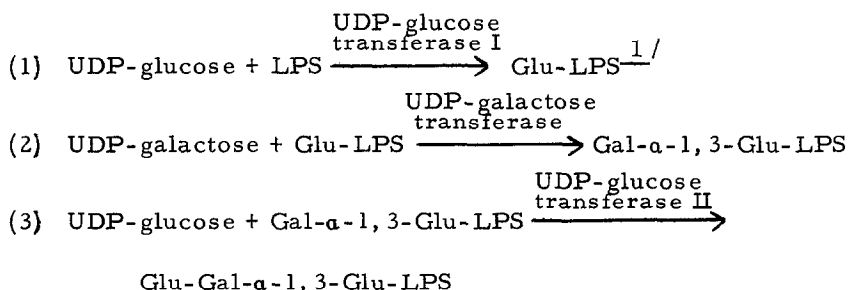 UDP-glucose
transferase I
(1) UDP-glucose + LPS ⟶ Glu-LPS 1/
UDP-galactose
transferase
(2) UDP-galactose + Glu-LPS ⟶ Gal-α-1, 3-Glu-LPS
UDP-glucose
transferase II
(3) UDP-glucose + Gal-α-1, 3-Glu-LPS ⟶
Glu-Gal-α-1, 3-Glu-LPS